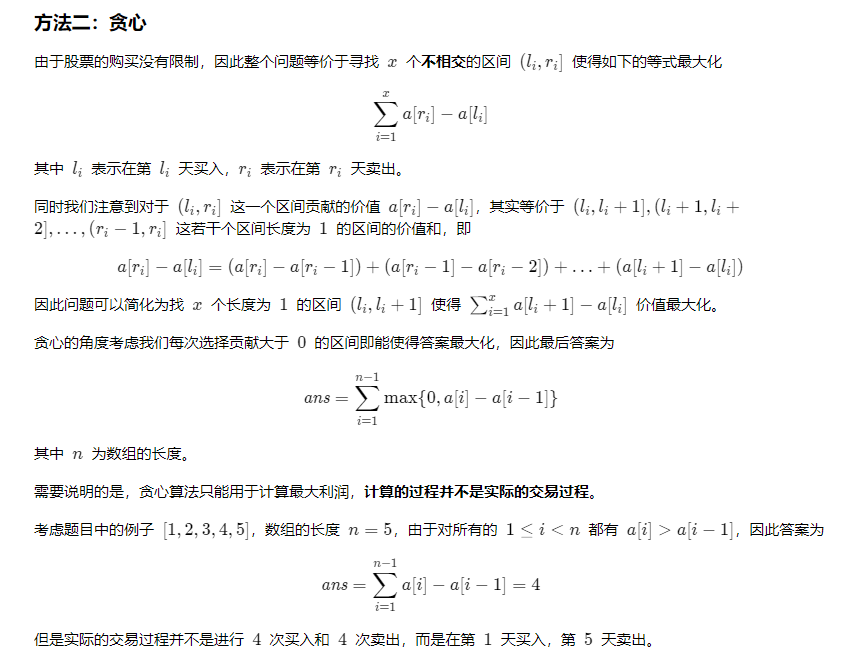 方法二：贪心
由于股票的购买没有限制，因此整个问题等价于寻找 x 个不相交的区间 (l_i, r_i] 使得如下的等式最大化
\sum_{i=1}^{x} a[r_i] − a[l_i]
其中 l_i 表示在第 l_i 天买入，r_i 表示在第 r_i 天卖出。
同时我们注意到对于 (l_i, r_i] 这一个区间贡献的价值 a[r_i] − a[l_i]，其实等价于 (l_i, l_i + 1], (l_i + 1, l_i +
2], . . . , (r_i − 1, r_i] 这若干个区间长度为 1 的区间的价值和，即
a[r_i] − a[l_i] = (a[r_i] − a[r_i − 1]) + (a[r_i − 1] − a[r_i − 2]) + . . . + (a[l_i + 1] − a[l_i])
因此问题可以简化为找 x 个长度为 1 的区间 (l_i, l_i + 1] 使得 \sum_{i=1}^{x} a[l_i + 1] − a[l_i] 价值最大化。
贪心的角度考虑我们每次选择贡献大于 0 的区间即能使得答案最大化，因此最后答案为
ans = \sum_{i=1}^{n−1} max{0, a[i] − a[i − 1]}
其中 n 为数组的长度。
需要说明的是，贪心算法只能用于计算最大利润，计算的过程并不是实际的交易过程。
考虑题目中的例子 [1, 2, 3, 4, 5]，数组的长度 n = 5，由于对所有的 1 ≤ i < n 都有 a[i] > a[i − 1]，因此答案为
ans = \sum_{i=1}^{n−1} a[i] − a[i − 1] = 4
但是实际的交易过程并不是进行 4 次买入和 4 次卖出，而是在第 1 天买入，第 5 天卖出。